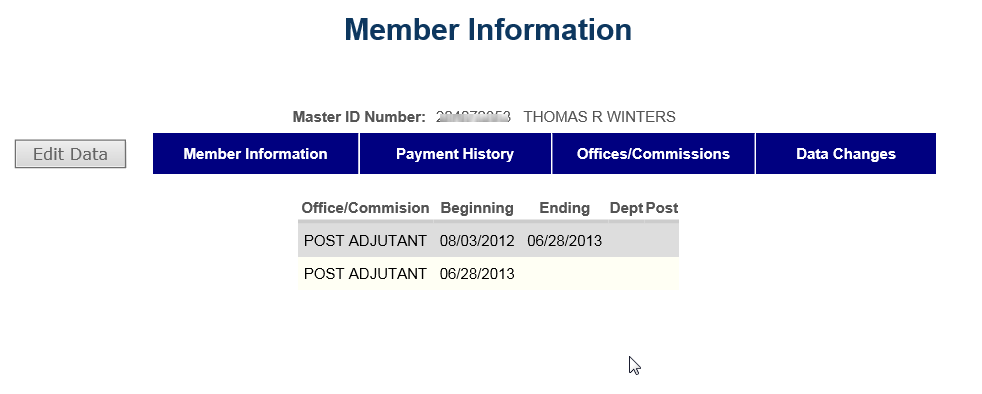 Member Information
Master ID Number: THOMAS R WINTERS
Edit Data Member Information Payment History Offices/Commissions Data Changes
Office/Commision Beginning Ending Dept Post
POST ADJUTANT 08/03/2012 06/28/2013
POST ADJUTANT 06/28/2013